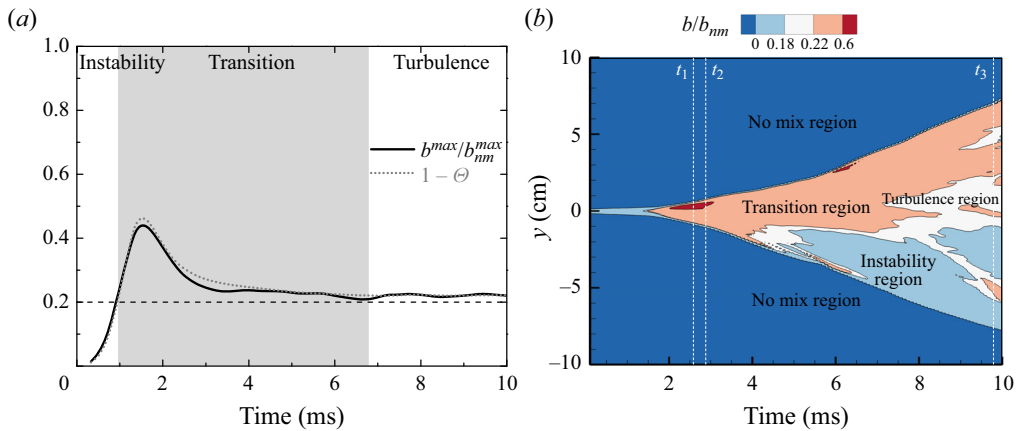 (a)
1.0
0.8
0.6
0.4
0.2
0
2
4
6
8
10
Time (ms)
Instability
Transition
Turbulence
b^max/b_nm^max
1 − Θ
(b)
b/b_nm
0 0.18 0.22 0.6
10
5
0
−5
−10
y (cm)
2
4
6
8
10
Time (ms)
t_1
t_2
t_3
No mix region
Transition region
Turbulence region
Instability
region
No mix region